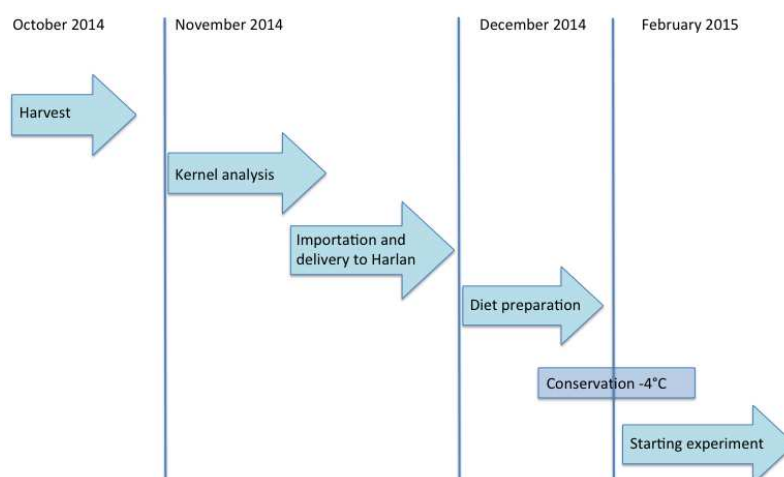 October 2014
November 2014
December 2014
February 2015
Harvest
Kernel analysis
Importation and
delivery to Harlan
Diet preparation
Conservation -4°C
Starting experiment